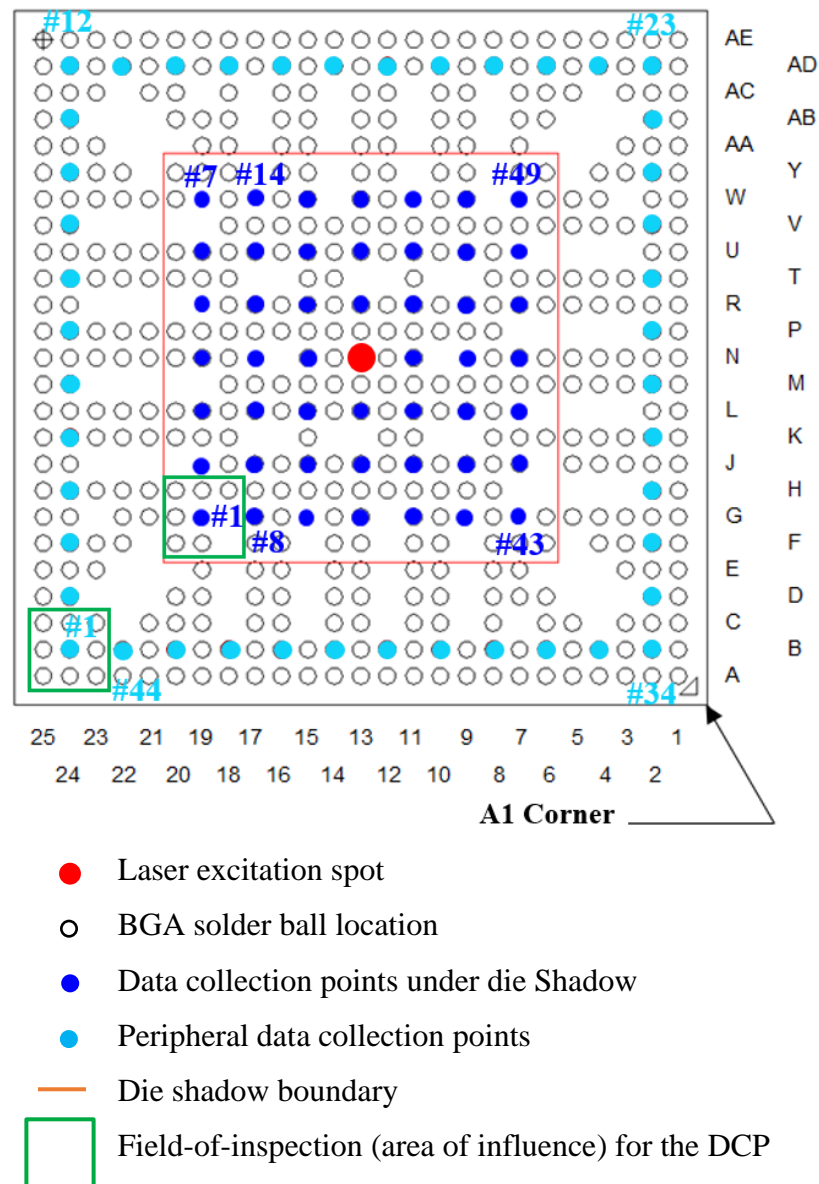 #12 #23
AE
AD
AC
AB
AA
Y
#7 #14 #49
W
V
U
T
R
P
N
M
L
K
J
H
#1
G
#8 #43
F
E
D
#1
C
B
#44 #34
A
25 23 21 19 17 15 13 11 9 7 5 3 1
24 22 20 18 16 14 12 10 8 6 4 2
A1 Corner
Laser excitation spot
BGA solder ball location
Data collection points under die Shadow
Peripheral data collection points
Die shadow boundary
Field-of-inspection (area of influence) for the DCP